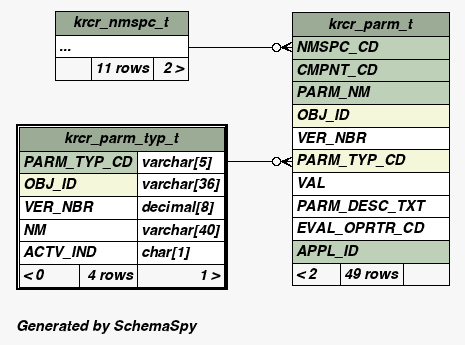 krcr_nmspc_t
...
11 rows 2 >
krcr_parm_t
NMSPC_CD
CMPNT_CD
PARM_NM
OBJ_ID
VER_NBR
PARM_TYP_CD
VAL
PARM_DESC_TXT
EVAL_OPRTR_CD
APPL_ID
< 2 49 rows
krcr_parm_typ_t
PARM_TYP_CD varchar[5]
OBJ_ID varchar[36]
VER_NBR decimal[8]
NM varchar[40]
ACTV_IND char[1]
< 0 4 rows 1 >
Generated by SchemaSpy